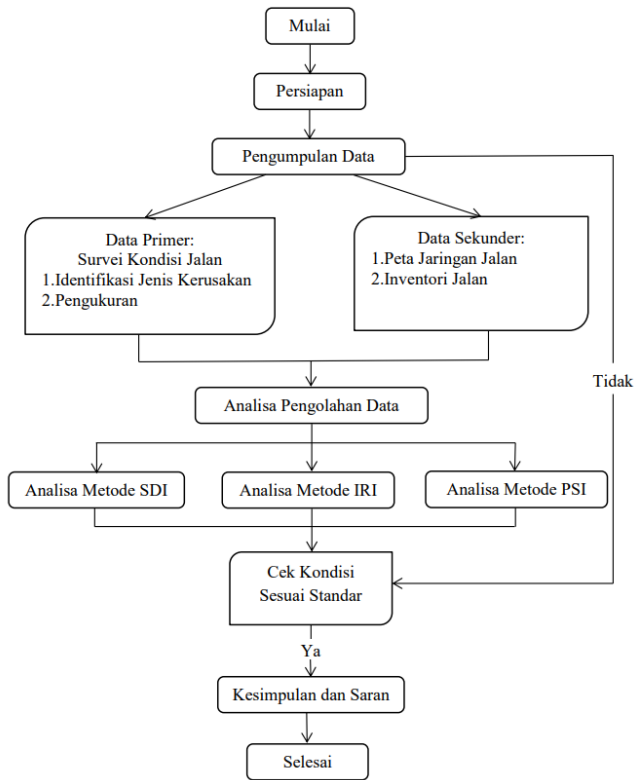 Mulai
Persiapan
Pengumpulan Data
Data Primer:
Survei Kondisi Jalan
1.Identifikasi Jenis Kerusakan
2.Pengukuran
Data Sekunder:
1.Peta Jaringan Jalan
2.Inventori Jalan
Tidak
Analisa Pengolahan Data
Analisa Metode SDI
Analisa Metode IRI
Analisa Metode PSI
Cek Kondisi
Sesuai Standar
Ya
Kesimpulan dan Saran
Selesai